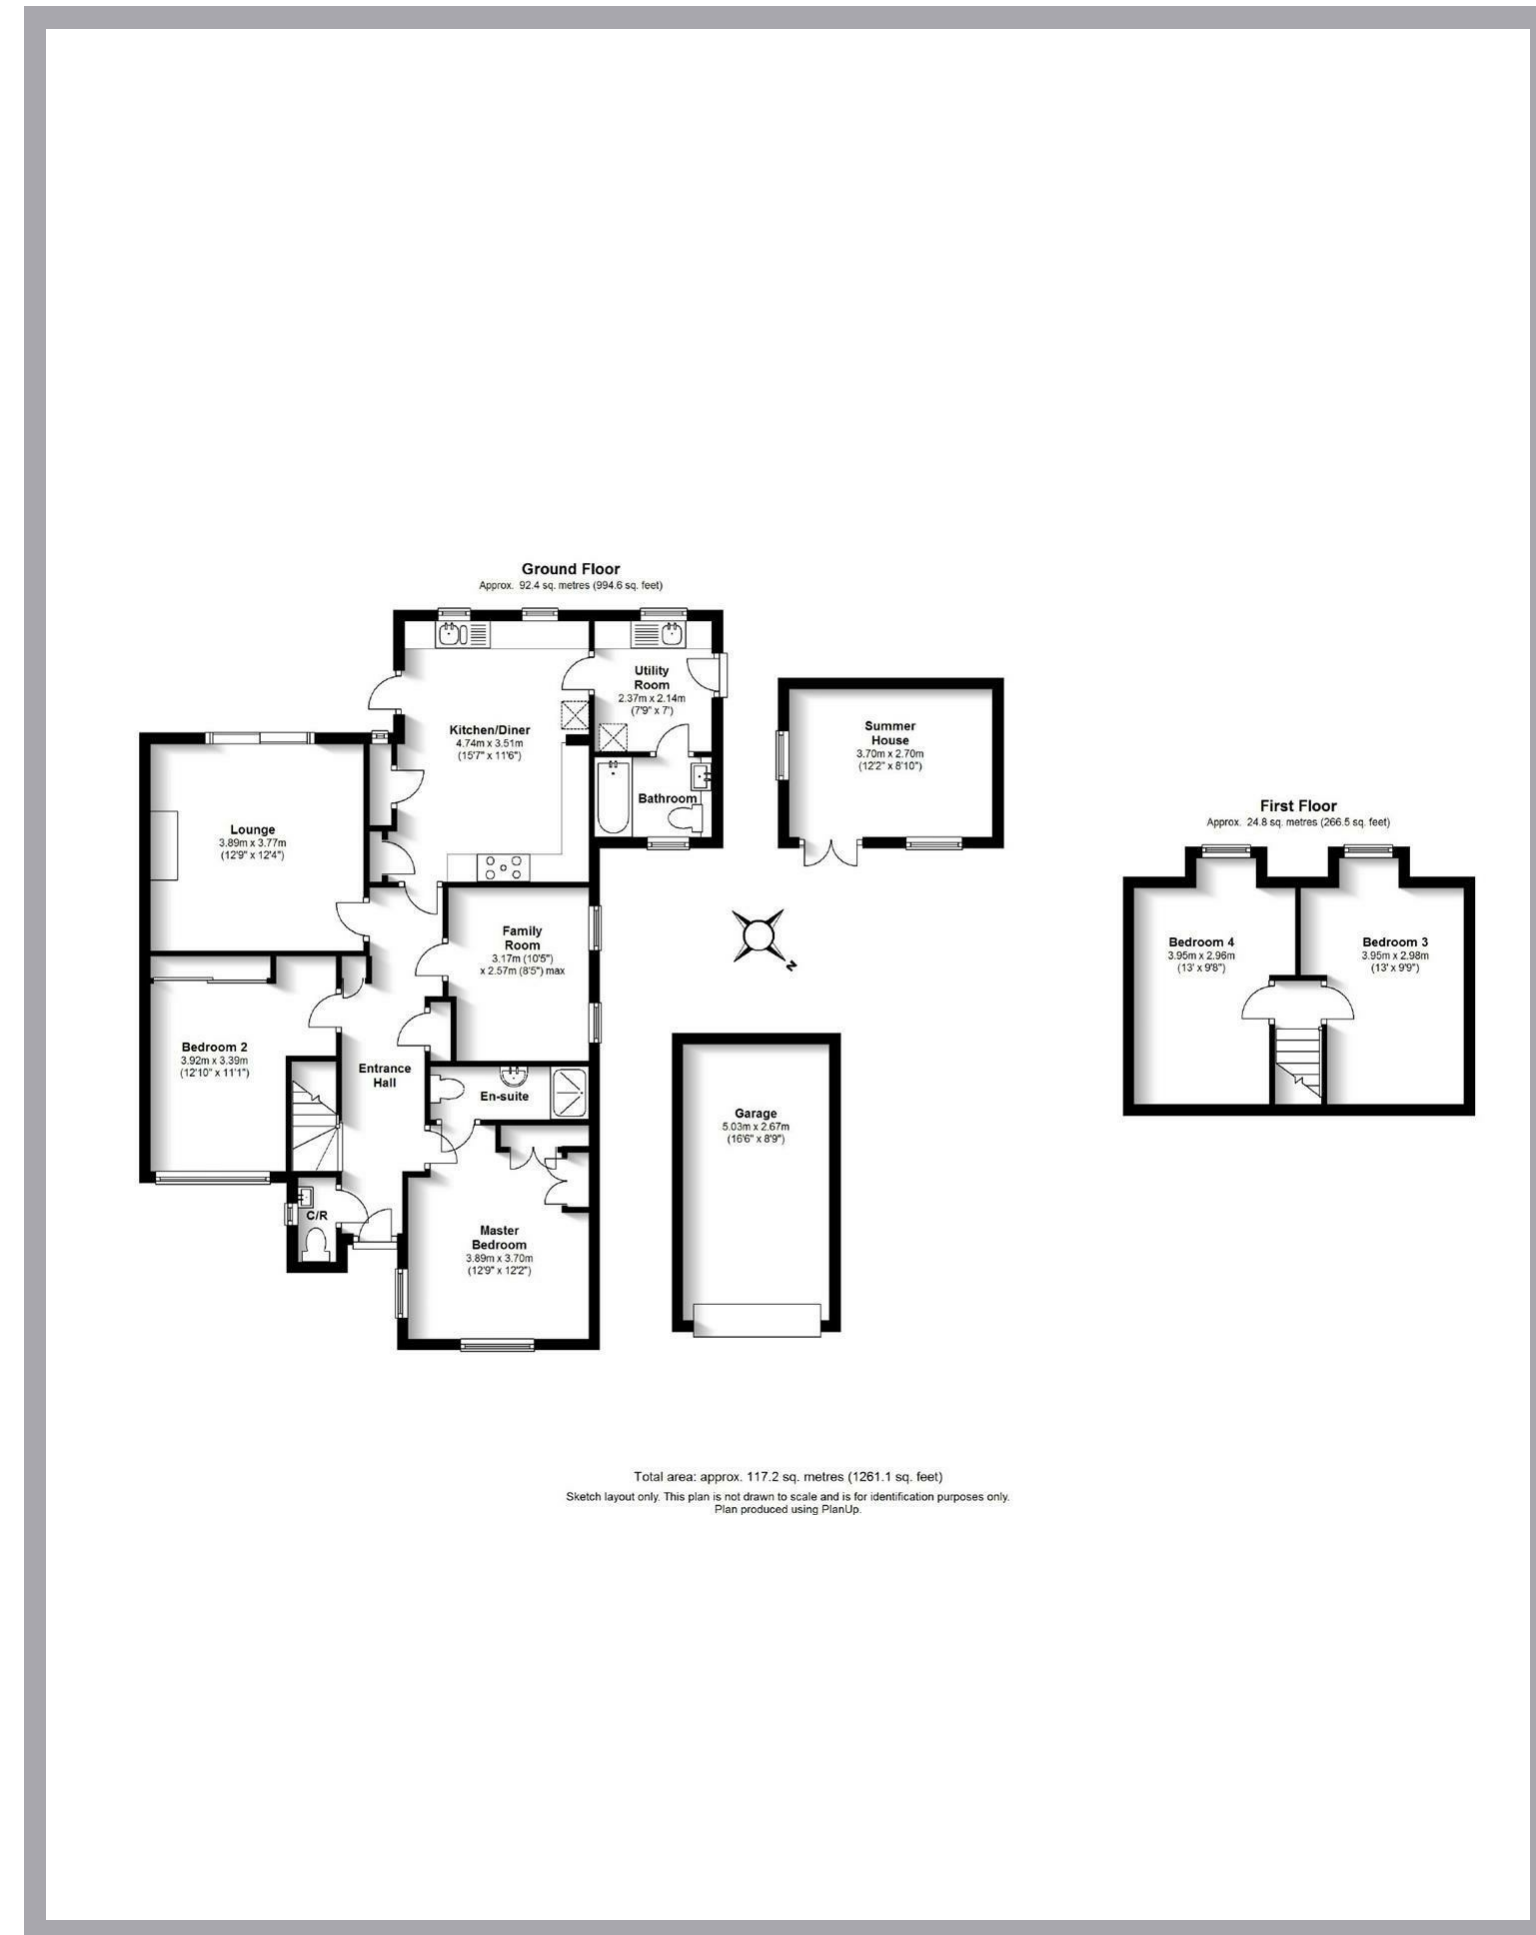 Ground Floor
Approx. 92.4 sq. metres (994.6 sq. feet)
Utility
Room
2.37m x 2.14m
(7'9" x 7')
Kitchen/Diner
4.74m x 3.51m
(15'7" x 11'6")
Summer
House
3.70m x 2.70m
(12'2" x 8'10")
Bathroom
Lounge
3.89m x 3.77m
(12'9" x 12'4")
First Floor
Approx. 24.8 sq. metres (266.5 sq. feet)
Family
Room
3.17m (10'5")
x 2.57m (8'5") max
N
Bedroom 4
3.95m x 2.96m
(13' x 9'8")
Bedroom 3
3.95m x 2.98m
(13' x 9'9")
Bedroom 2
3.92m x 3.39m
(12'10" x 11'1")
Entrance
Hall
En-suite
Garage
5.03m x 2.67m
(16'6" x 8'9")
C/R
Master
Bedroom
3.89m x 3.70m
(12'9" x 12'2")
Total area: approx. 117.2 sq. metres (1261.1 sq. feet)
Sketch layout only. This plan is not drawn to scale and is for identification purposes only.
Plan produced using PlanUp.